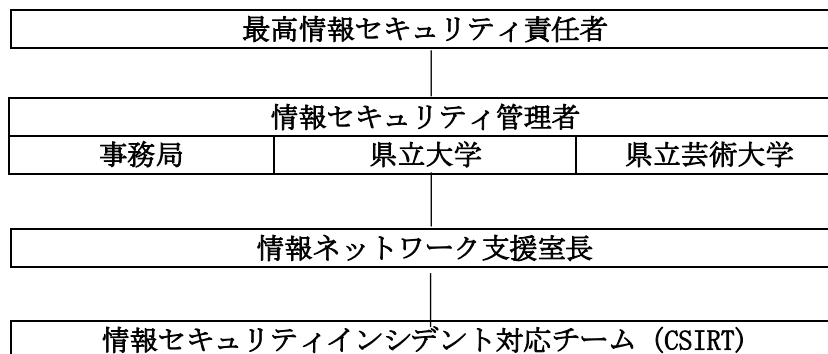 最高情報セキュリティ責任者
情報セキュリティ管理者
事務局 県立大学 県立芸術大学
情報ネットワーク支援室長
情報セキュリティインシデント対応チーム (CSIRT)